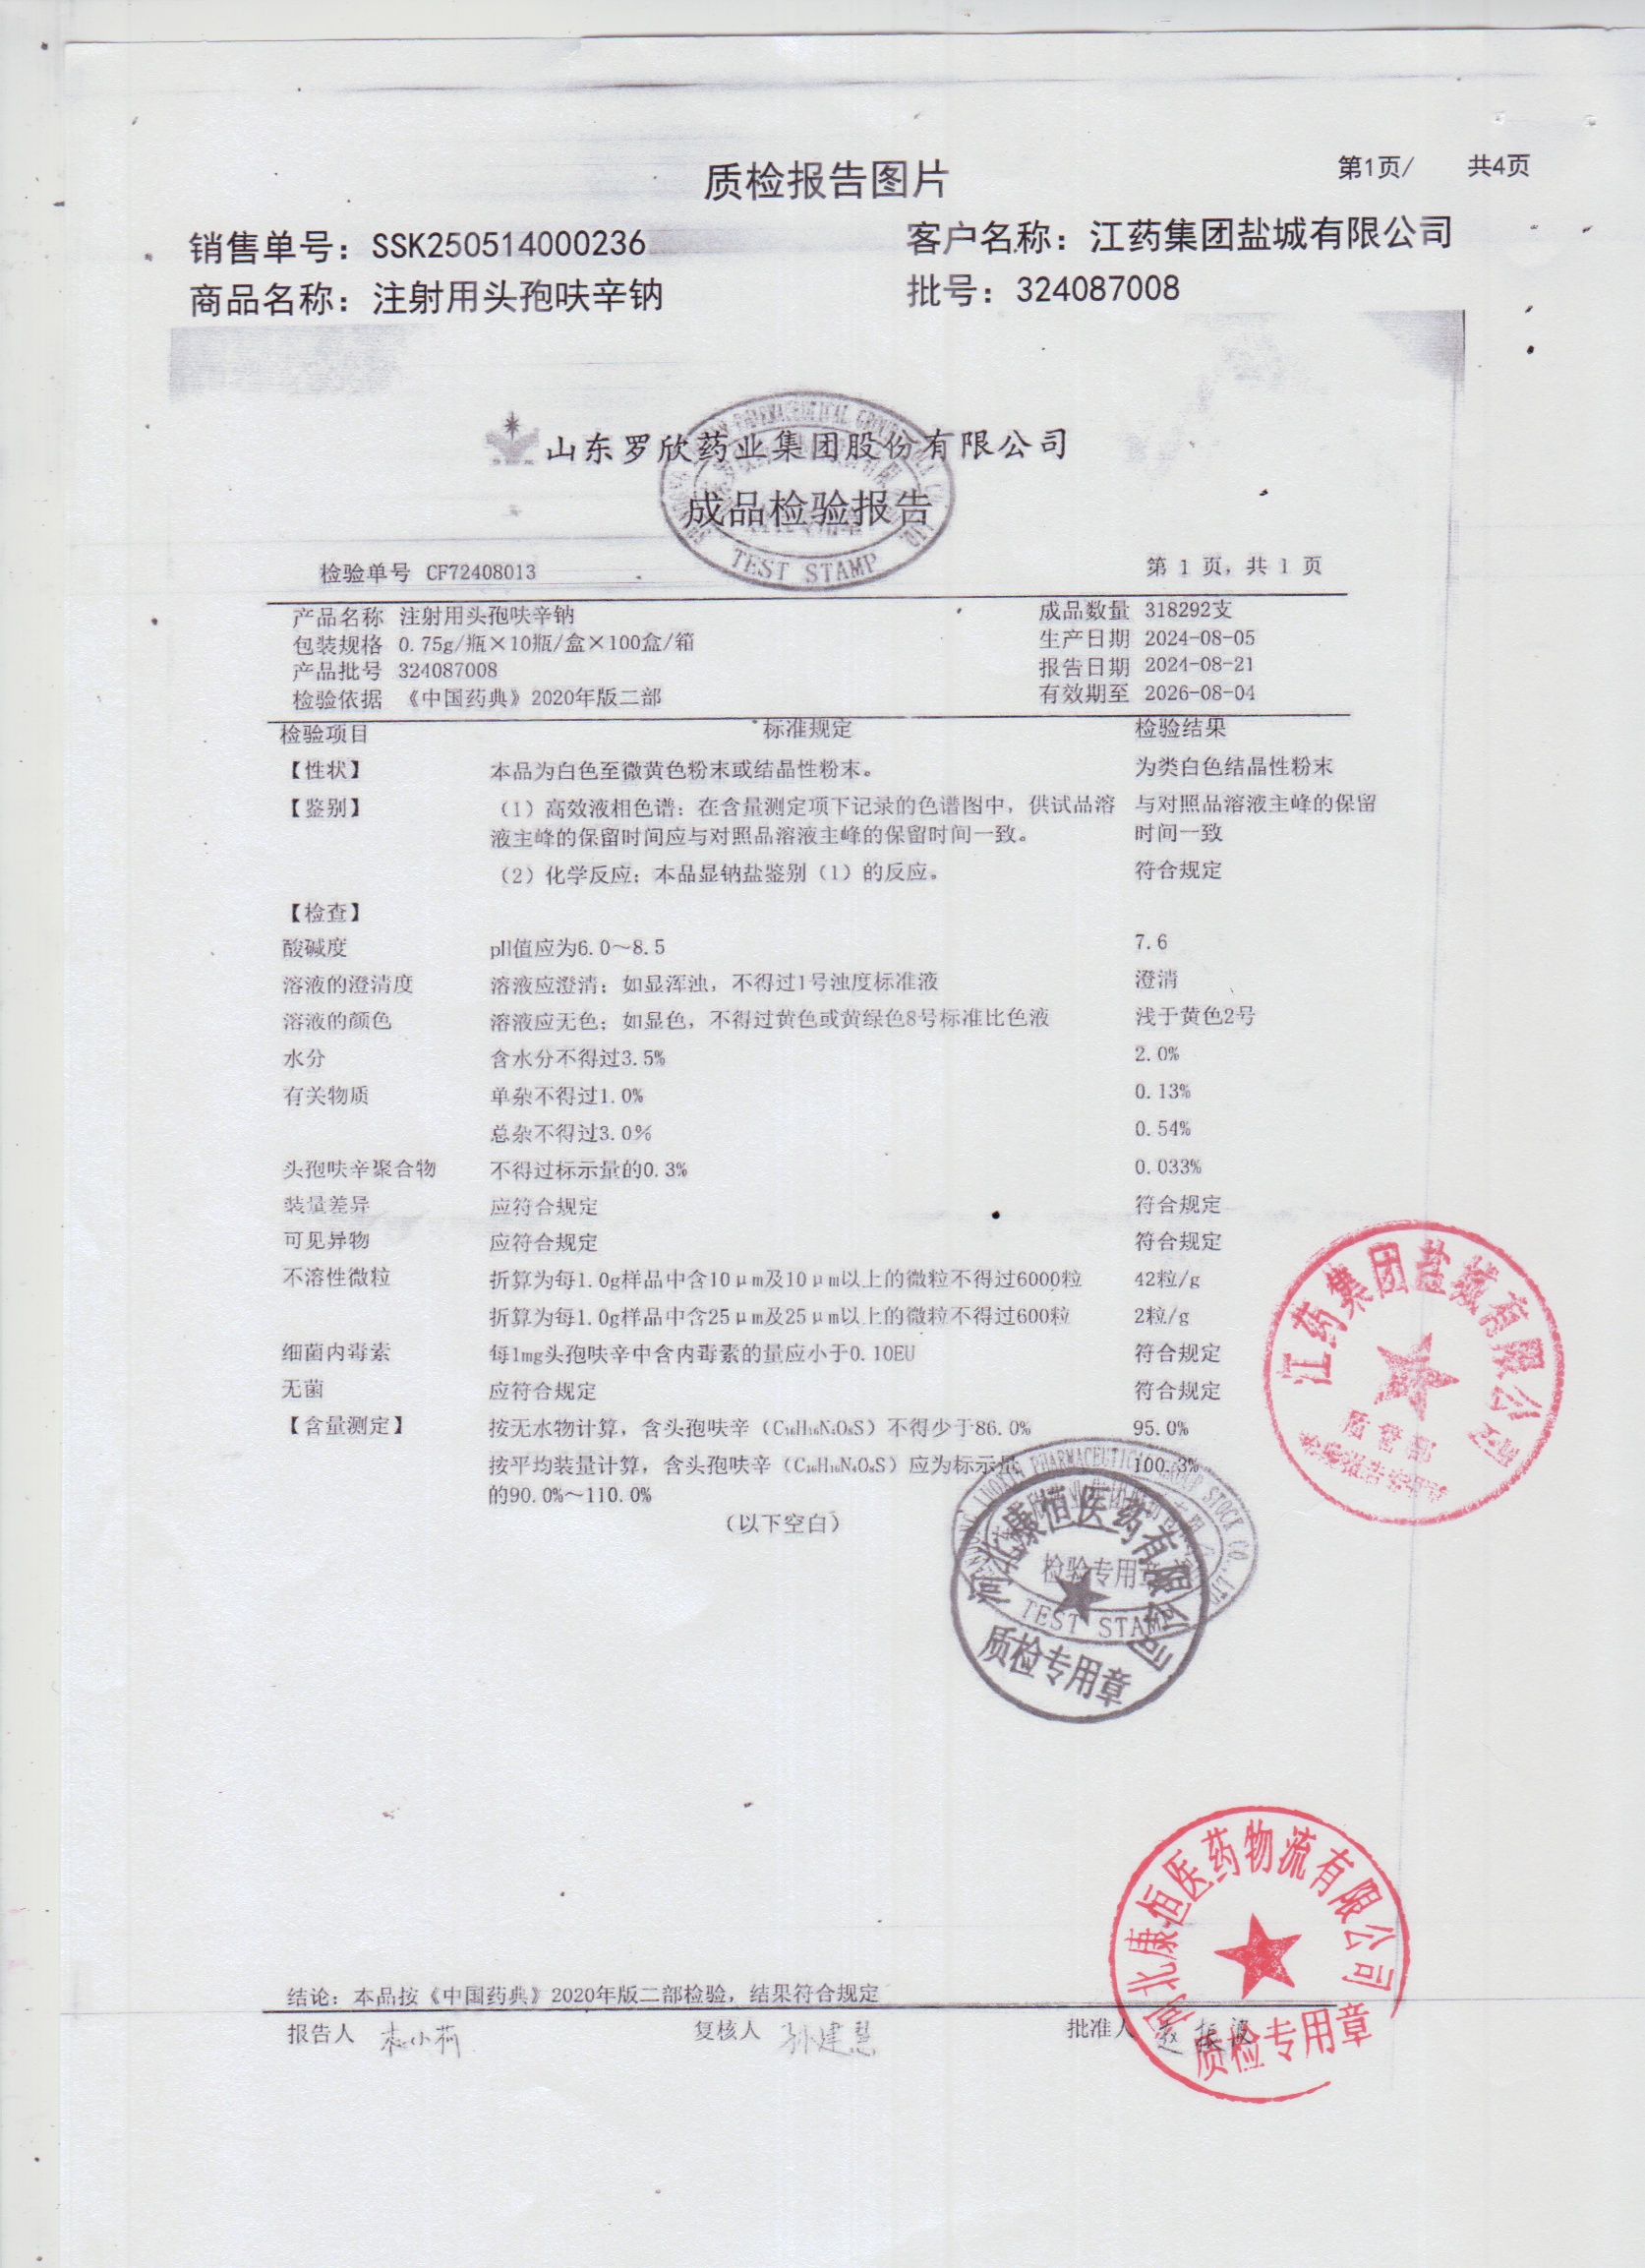 质检报告图片
第1页/ 共4页
销售单号：SSK250514000236
客户名称：江药集团盐城有限公司
商品名称：注射用头孢呋辛钠
批号：324087008
山东罗欣药业集团股份有限公司
成品检验报告
TEST STAMP
检验单号 CF72408013
第 1 页，共 1 页
产品名称 注射用头孢呋辛钠
成品数量 318292支
包装规格 0.75g/瓶×10瓶/盒×100盒/箱
生产日期 2024-08-05
产品批号 324087008
报告日期 2024-08-21
检验依据 《中国药典》2020年版二部
有效期至 2026-08-04
检验项目 标准规定 检验结果
【性状】 本品为白色至微黄色粉末或结晶性粉末。 为类白色结晶性粉末
【鉴别】 （1）高效液相色谱：在含量测定项下记录的色谱图中，供试品溶 与对照品溶液主峰的保留
液主峰的保留时间应与对照品溶液主峰的保留时间一致。 时间一致
（2）化学反应：本品显钠盐鉴别（1）的反应。 符合规定
【检查】
酸碱度 pH值应为6.0～8.5 7.6
溶液的澄清度 溶液应澄清；如显浑浊，不得过1号浊度标准液 澄清
溶液的颜色 溶液应无色；如显色，不得过黄色或黄绿色8号标准比色液 浅于黄色2号
水分 含水分不得过3.5% 2.0%
有关物质 单杂不得过1.0% 0.13%
总杂不得过3.0% 0.54%
头孢呋辛聚合物 不得过标示量的0.3% 0.033%
装量差异 应符合规定 符合规定
可见异物 应符合规定 符合规定
不溶性微粒 折算为每1.0g样品中含10μm及10μm以上的微粒不得过6000粒 42粒/g
折算为每1.0g样品中含25μm及25μm以上的微粒不得过600粒 2粒/g
细菌内毒素 每1mg头孢呋辛中含内毒素的量应小于0.10EU 符合规定
无菌 应符合规定 符合规定
【含量测定】 按无水物计算，含头孢呋辛（C₁₆H₁₆N₄O₈S）不得少于86.0% 95.0%
按平均装量计算，含头孢呋辛（C₁₆H₁₆N₄O₈S）应为标示量 100.3%
的90.0%～110.0%
（以下空白）
江药集团盐城有限公司
质管部
河北康恒医药有限公司
检验专用章
TEST STAMP
质检专用章
河北康恒医药物流有限公司
质检专用章
结论：本品按《中国药典》2020年版二部检验，结果符合规定
报告人 复核人 孙建慧 批准人